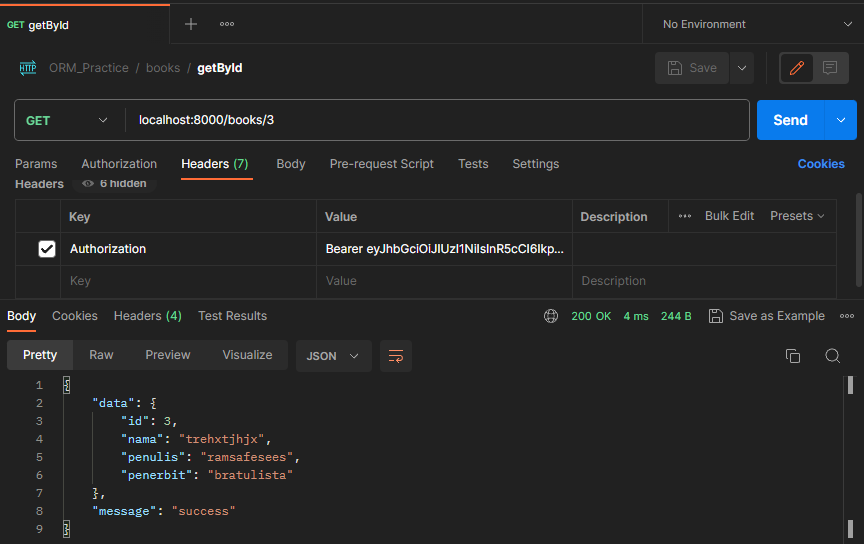 GET getById
No Environment
HTTP ORM_Practice / books / getById
Save
GET localhost:8000/books/3
Send
Params Authorization Headers (7) Body Pre-request Script Tests Settings Cookies
Headers 6 hidden
Key Value Description Bulk Edit Presets
Authorization Bearer eyJhbGciOiJIUzI1NiIsInR5cCI6Ikp...
Key Value Description
Body Cookies Headers (4) Test Results 200 OK 4 ms 244 B Save as Example
Pretty Raw Preview Visualize JSON
1 {
2 "data": {
3 "id": 3,
4 "nama": "trehxtjhjx",
5 "penulis": "ramsafesees",
6 "penerbit": "bratulista"
7 },
8 "message": "success"
9 }